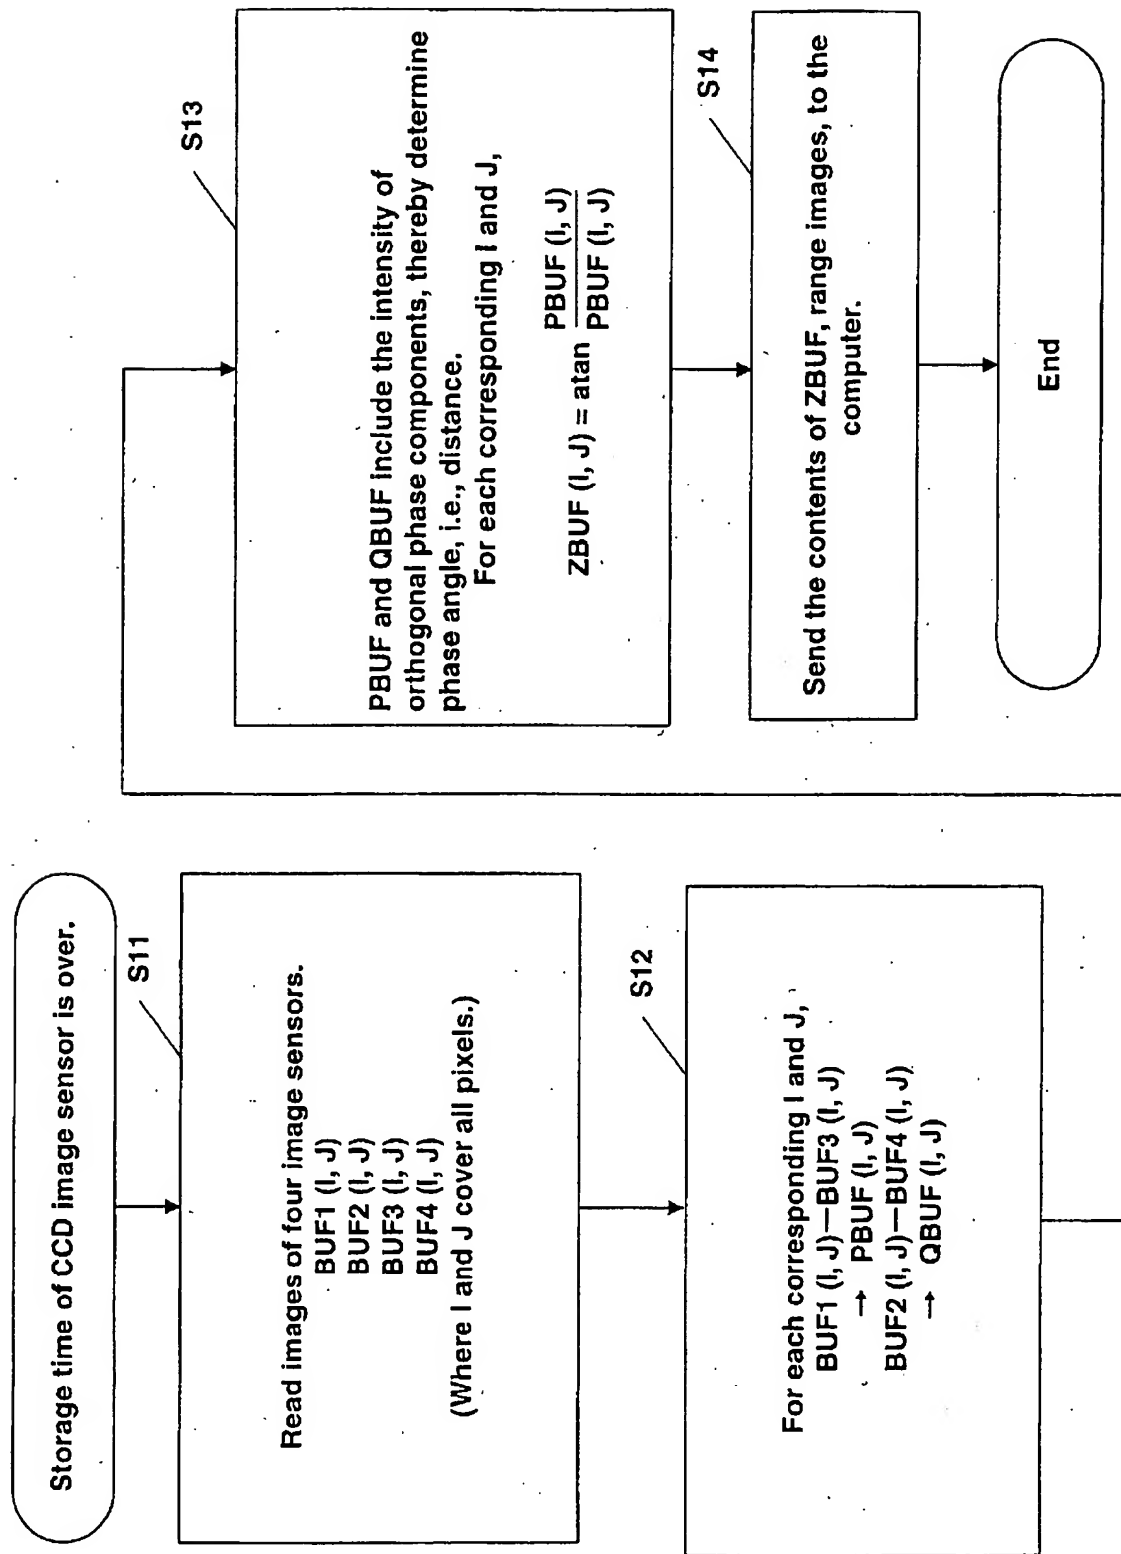 Storage time of CCD image sensor is over.
S11
Read images of four image sensors.
BUF1 (I, J)
BUF2 (I, J)
BUF3 (I, J)
BUF4 (I, J)
(Where I and J cover all pixels.)
S12
For each corresponding I and J,
BUF1 (I, J)—BUF3 (I, J)
→ PBUF (I, J)
BUF2 (I, J)—BUF4 (I, J)
→ QBUF (I, J)
S13
PBUF and QBUF include the intensity of
orthogonal phase components, thereby determine
phase angle, i.e., distance.
For each corresponding I and J,
PBUF (I, J)
ZBUF (I, J) = atan
PBUF (I, J)
S14
Send the contents of ZBUF, range images, to the
computer.
End